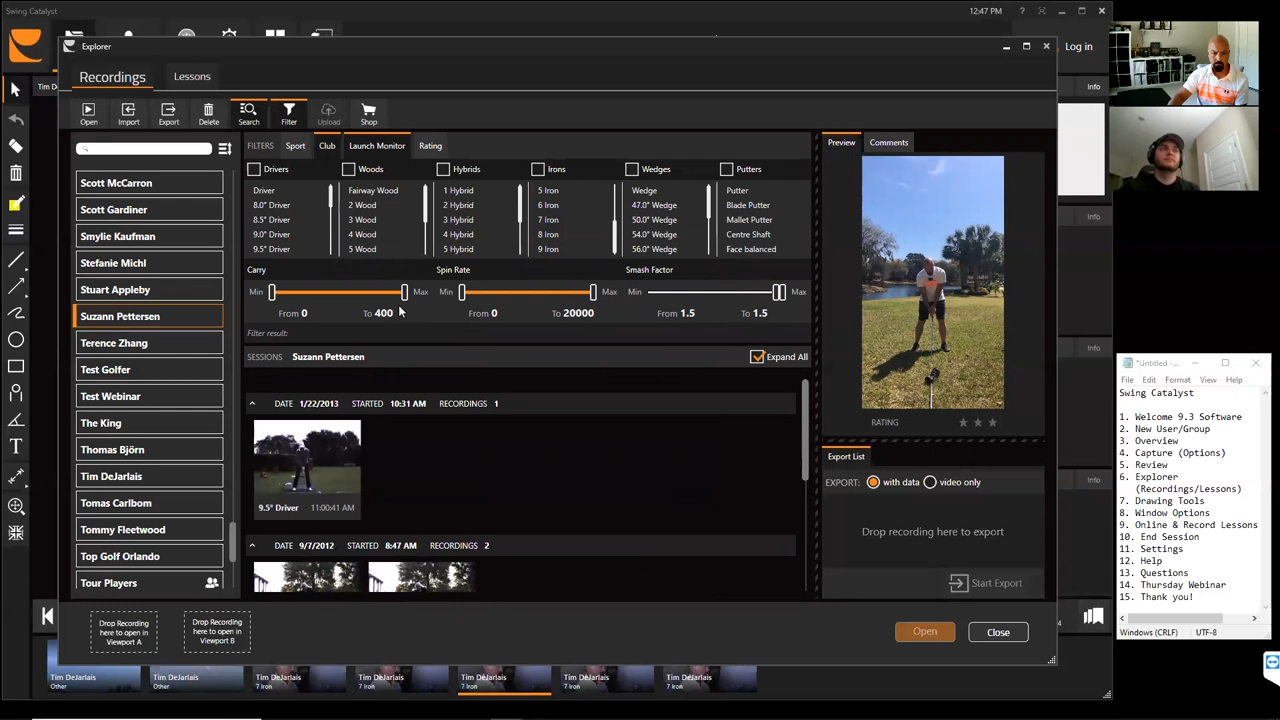 Swing Catalyst
12:47 PM
?
Explorer
Log in
Recordings
Lessons
Tim D
Info
Open
Import
Export
Delete
Search
Filter
Upload
Shop
FILTERS
Sport
Club
Launch Monitor
Rating
Preview
Comments
Drivers
Woods
Hybrids
Irons
Wedges
Putters
Driver
Fairway Wood
1 Hybrid
5 Iron
Wedge
Putter
8.0° Driver
2 Wood
2 Hybrid
6 Iron
47.0° Wedge
Blade Putter
8.5° Driver
3 Wood
3 Hybrid
7 Iron
50.0° Wedge
Mallet Putter
9.0° Driver
4 Wood
4 Hybrid
8 Iron
54.0° Wedge
Centre Shaft
9.5° Driver
5 Wood
5 Hybrid
9 Iron
56.0° Wedge
Face balanced
Carry
Spin Rate
Smash Factor
Min
Max
Min
Max
Min
Max
From 0
To 400
From 0
To 20000
From 1.5
To 1.5
Filter result:
SESSIONS
Suzann Pettersen
Expand All
DATE 1/22/2013 STARTED 10:31 AM RECORDINGS 1
9.5° Driver 11:00:41 AM
DATE 9/7/2012 STARTED 8:47 AM RECORDINGS 2
Scott McCarron
Scott Gardiner
Smylie Kaufman
Stefanie Michl
Stuart Appleby
Suzann Pettersen
Terence Zhang
Test Golfer
Test Webinar
The King
Thomas Björn
Tim DeJarlais
Tomas Carlbom
Tommy Fleetwood
Top Golf Orlando
Tour Players
RATING
Export List
EXPORT:
with data
video only
Drop recording here to export
Start Export
Info
Info
Info
T
Drop Recording
here to open in
Viewport A
Drop Recording
here to open in
Viewport B
Open
Close
Tim DeJarlais
Other
Tim DeJarlais
Other
Tim DeJarlais
7 Iron
Tim DeJarlais
7 Iron
Tim DeJarlais
7 Iron
Tim DeJarlais
7 Iron
Tim DeJarlais
7 Iron
*Untitled -...
File Edit Format View Help
Swing Catalyst
1. Welcome 9.3 Software
2. New User/Group
3. Overview
4. Capture (Options)
5. Review
6. Explorer
(Recordings/Lessons)
7. Drawing Tools
8. Window Options
9. Online & Record Lessons
10. End Session
11. Settings
12. Help
13. Questions
14. Thursday Webinar
15. Thank you!
Windows (CRLF)
UTF-8